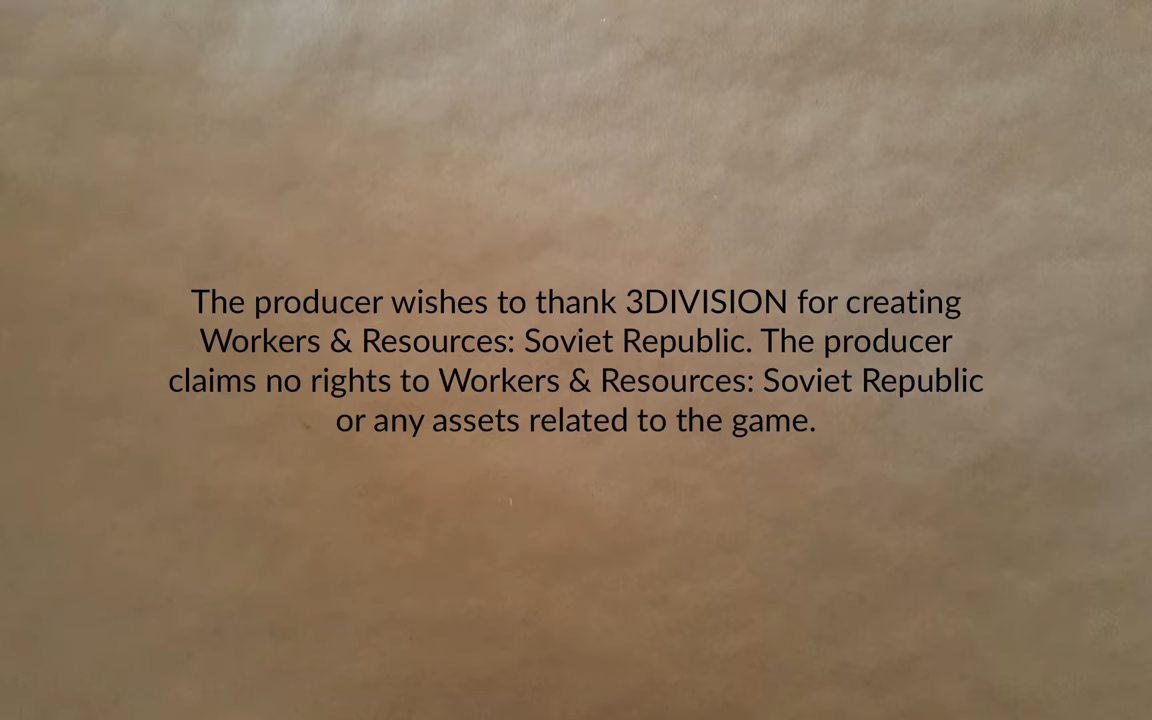 The producer wishes to thank 3DIVISION for creating
Workers & Resources: Soviet Republic. The producer
claims no rights to Workers & Resources: Soviet Republic
or any assets related to the game.